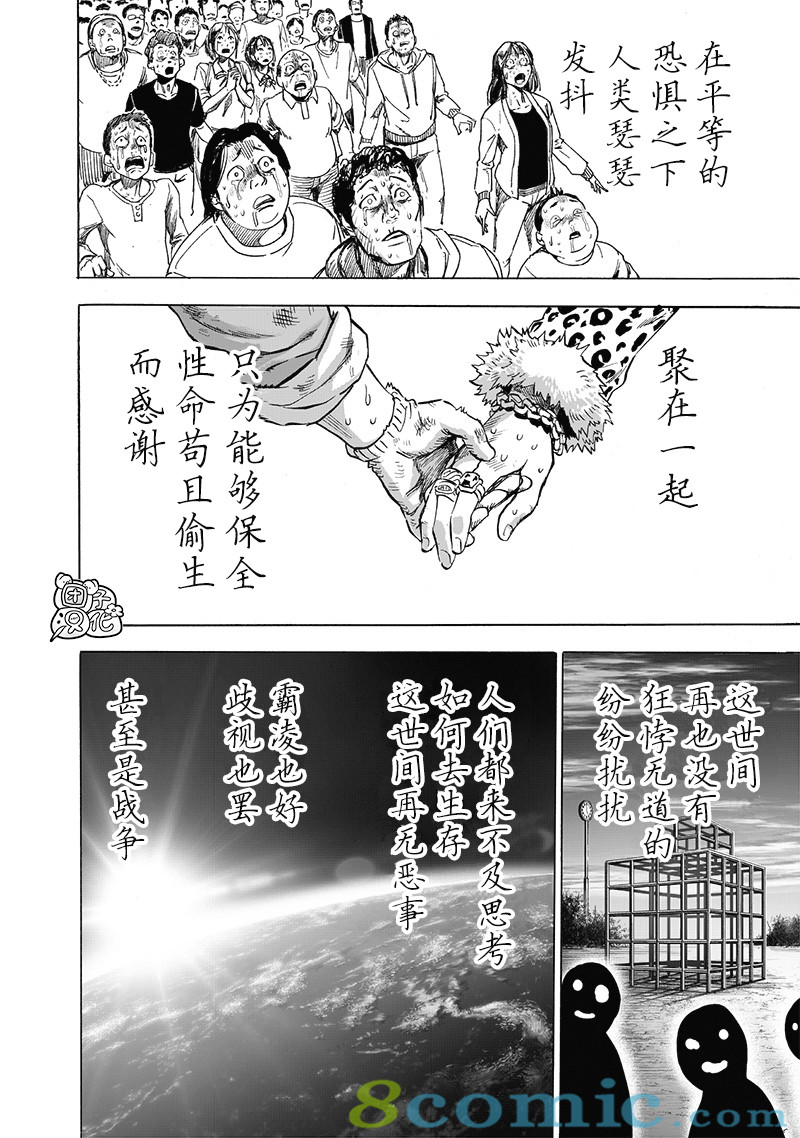 在平等的
恐惧之下
人类瑟瑟
发抖
聚在一起
只为能够保全
性命苟且偷生
而感谢
团子
只化
这世间
再也没有
狂悖无道的
纷纷扰扰
人们都来不及思考
如何去生存
这世间再无恶事
霸凌也好
歧视也罢
甚至是战争
8comic.com